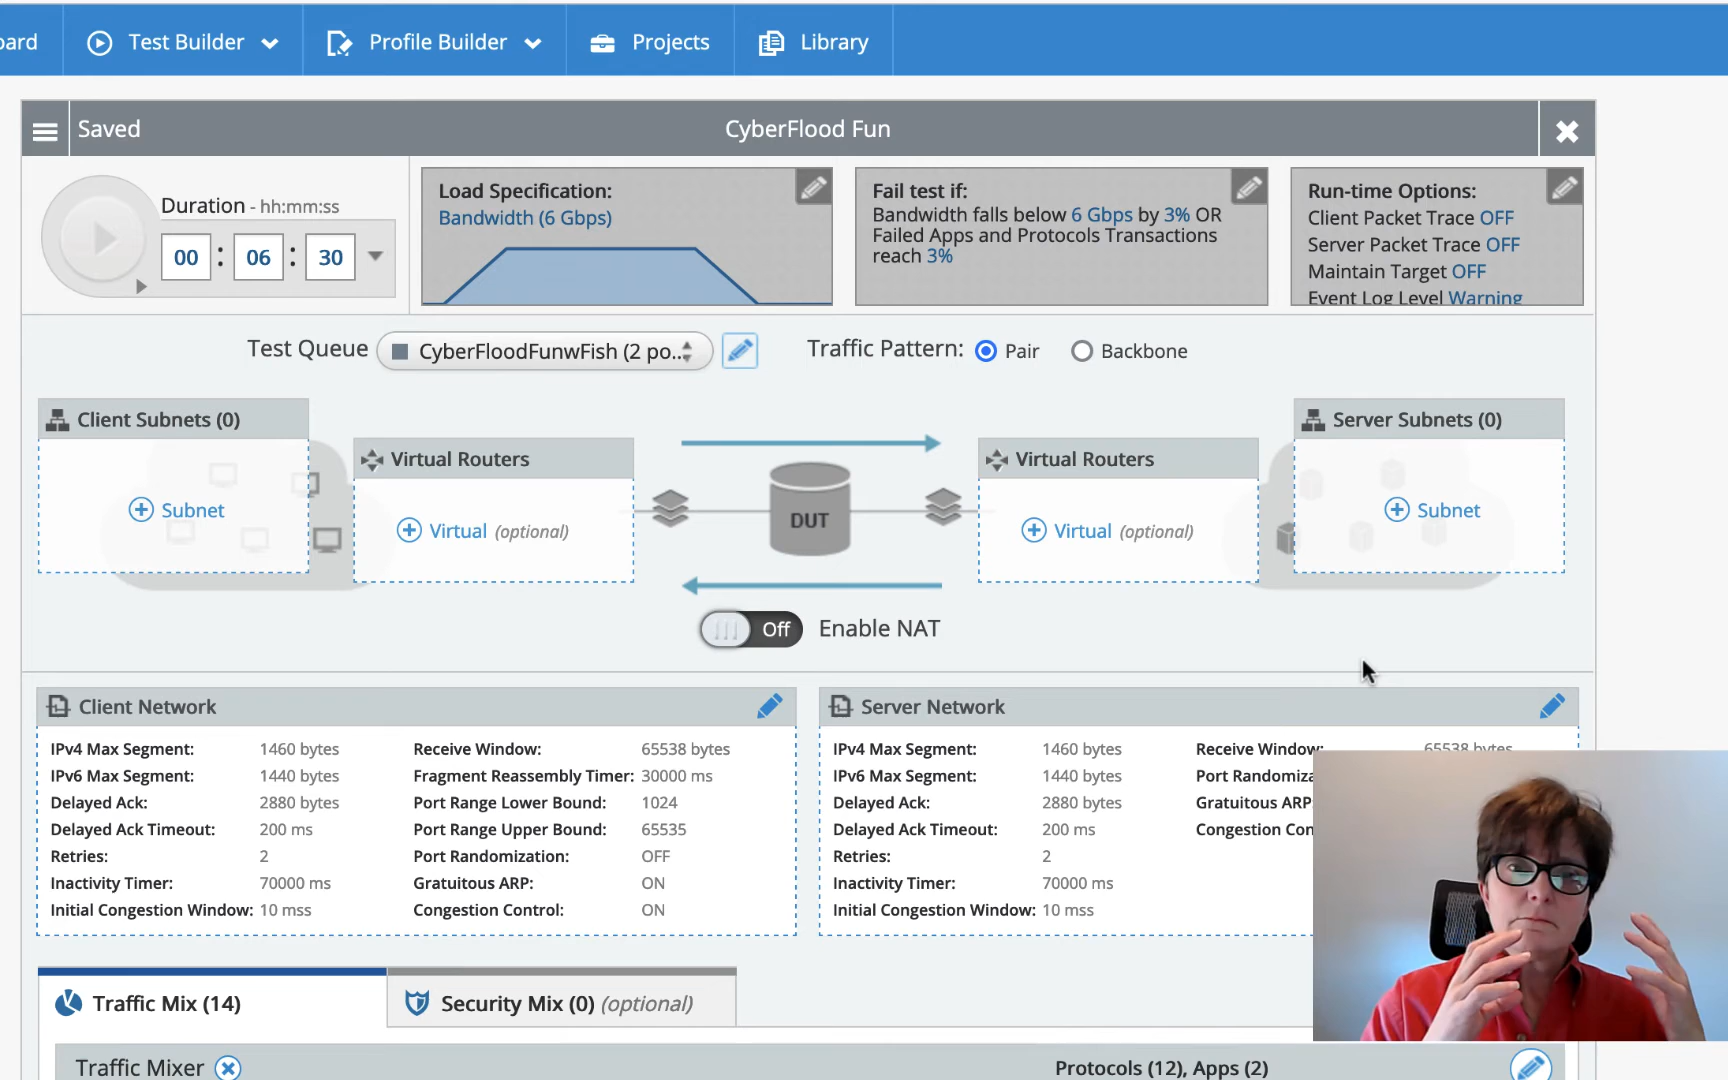 oard
Test Builder
Profile Builder
Projects
Library
Saved
CyberFlood Fun
Duration - hh:mm:ss
00 : 06 : 30
Load Specification:
Bandwidth (6 Gbps)
Fail test if:
Bandwidth falls below 6 Gbps by 3% OR
Failed Apps and Protocols Transactions
reach 3%
Run-time Options:
Client Packet Trace OFF
Server Packet Trace OFF
Maintain Target OFF
Event Log Level Warning
Test Queue
CyberFloodFunwFish (2 po..
Traffic Pattern:
Pair
Backbone
Client Subnets (0)
Subnet
Virtual Routers
Virtual (optional)
DUT
Virtual Routers
Virtual (optional)
Server Subnets (0)
Subnet
Off
Enable NAT
Client Network
IPv4 Max Segment: 1460 bytes
IPv6 Max Segment: 1440 bytes
Delayed Ack: 2880 bytes
Delayed Ack Timeout: 200 ms
Retries: 2
Inactivity Timer: 70000 ms
Initial Congestion Window: 10 mss
Receive Window: 65538 bytes
Fragment Reassembly Timer: 30000 ms
Port Range Lower Bound: 1024
Port Range Upper Bound: 65535
Port Randomization: OFF
Gratuitous ARP: ON
Congestion Control: ON
Server Network
IPv4 Max Segment: 1460 bytes
IPv6 Max Segment: 1440 bytes
Delayed Ack: 2880 bytes
Delayed Ack Timeout: 200 ms
Retries: 2
Inactivity Timer: 70000 ms
Initial Congestion Window: 10 mss
Receive Window: 65538 bytes
Port Randomiza
Gratuitous ARP
Congestion Con
Traffic Mix (14)
Security Mix (0) (optional)
Traffic Mixer
Protocols (12), Apps (2)